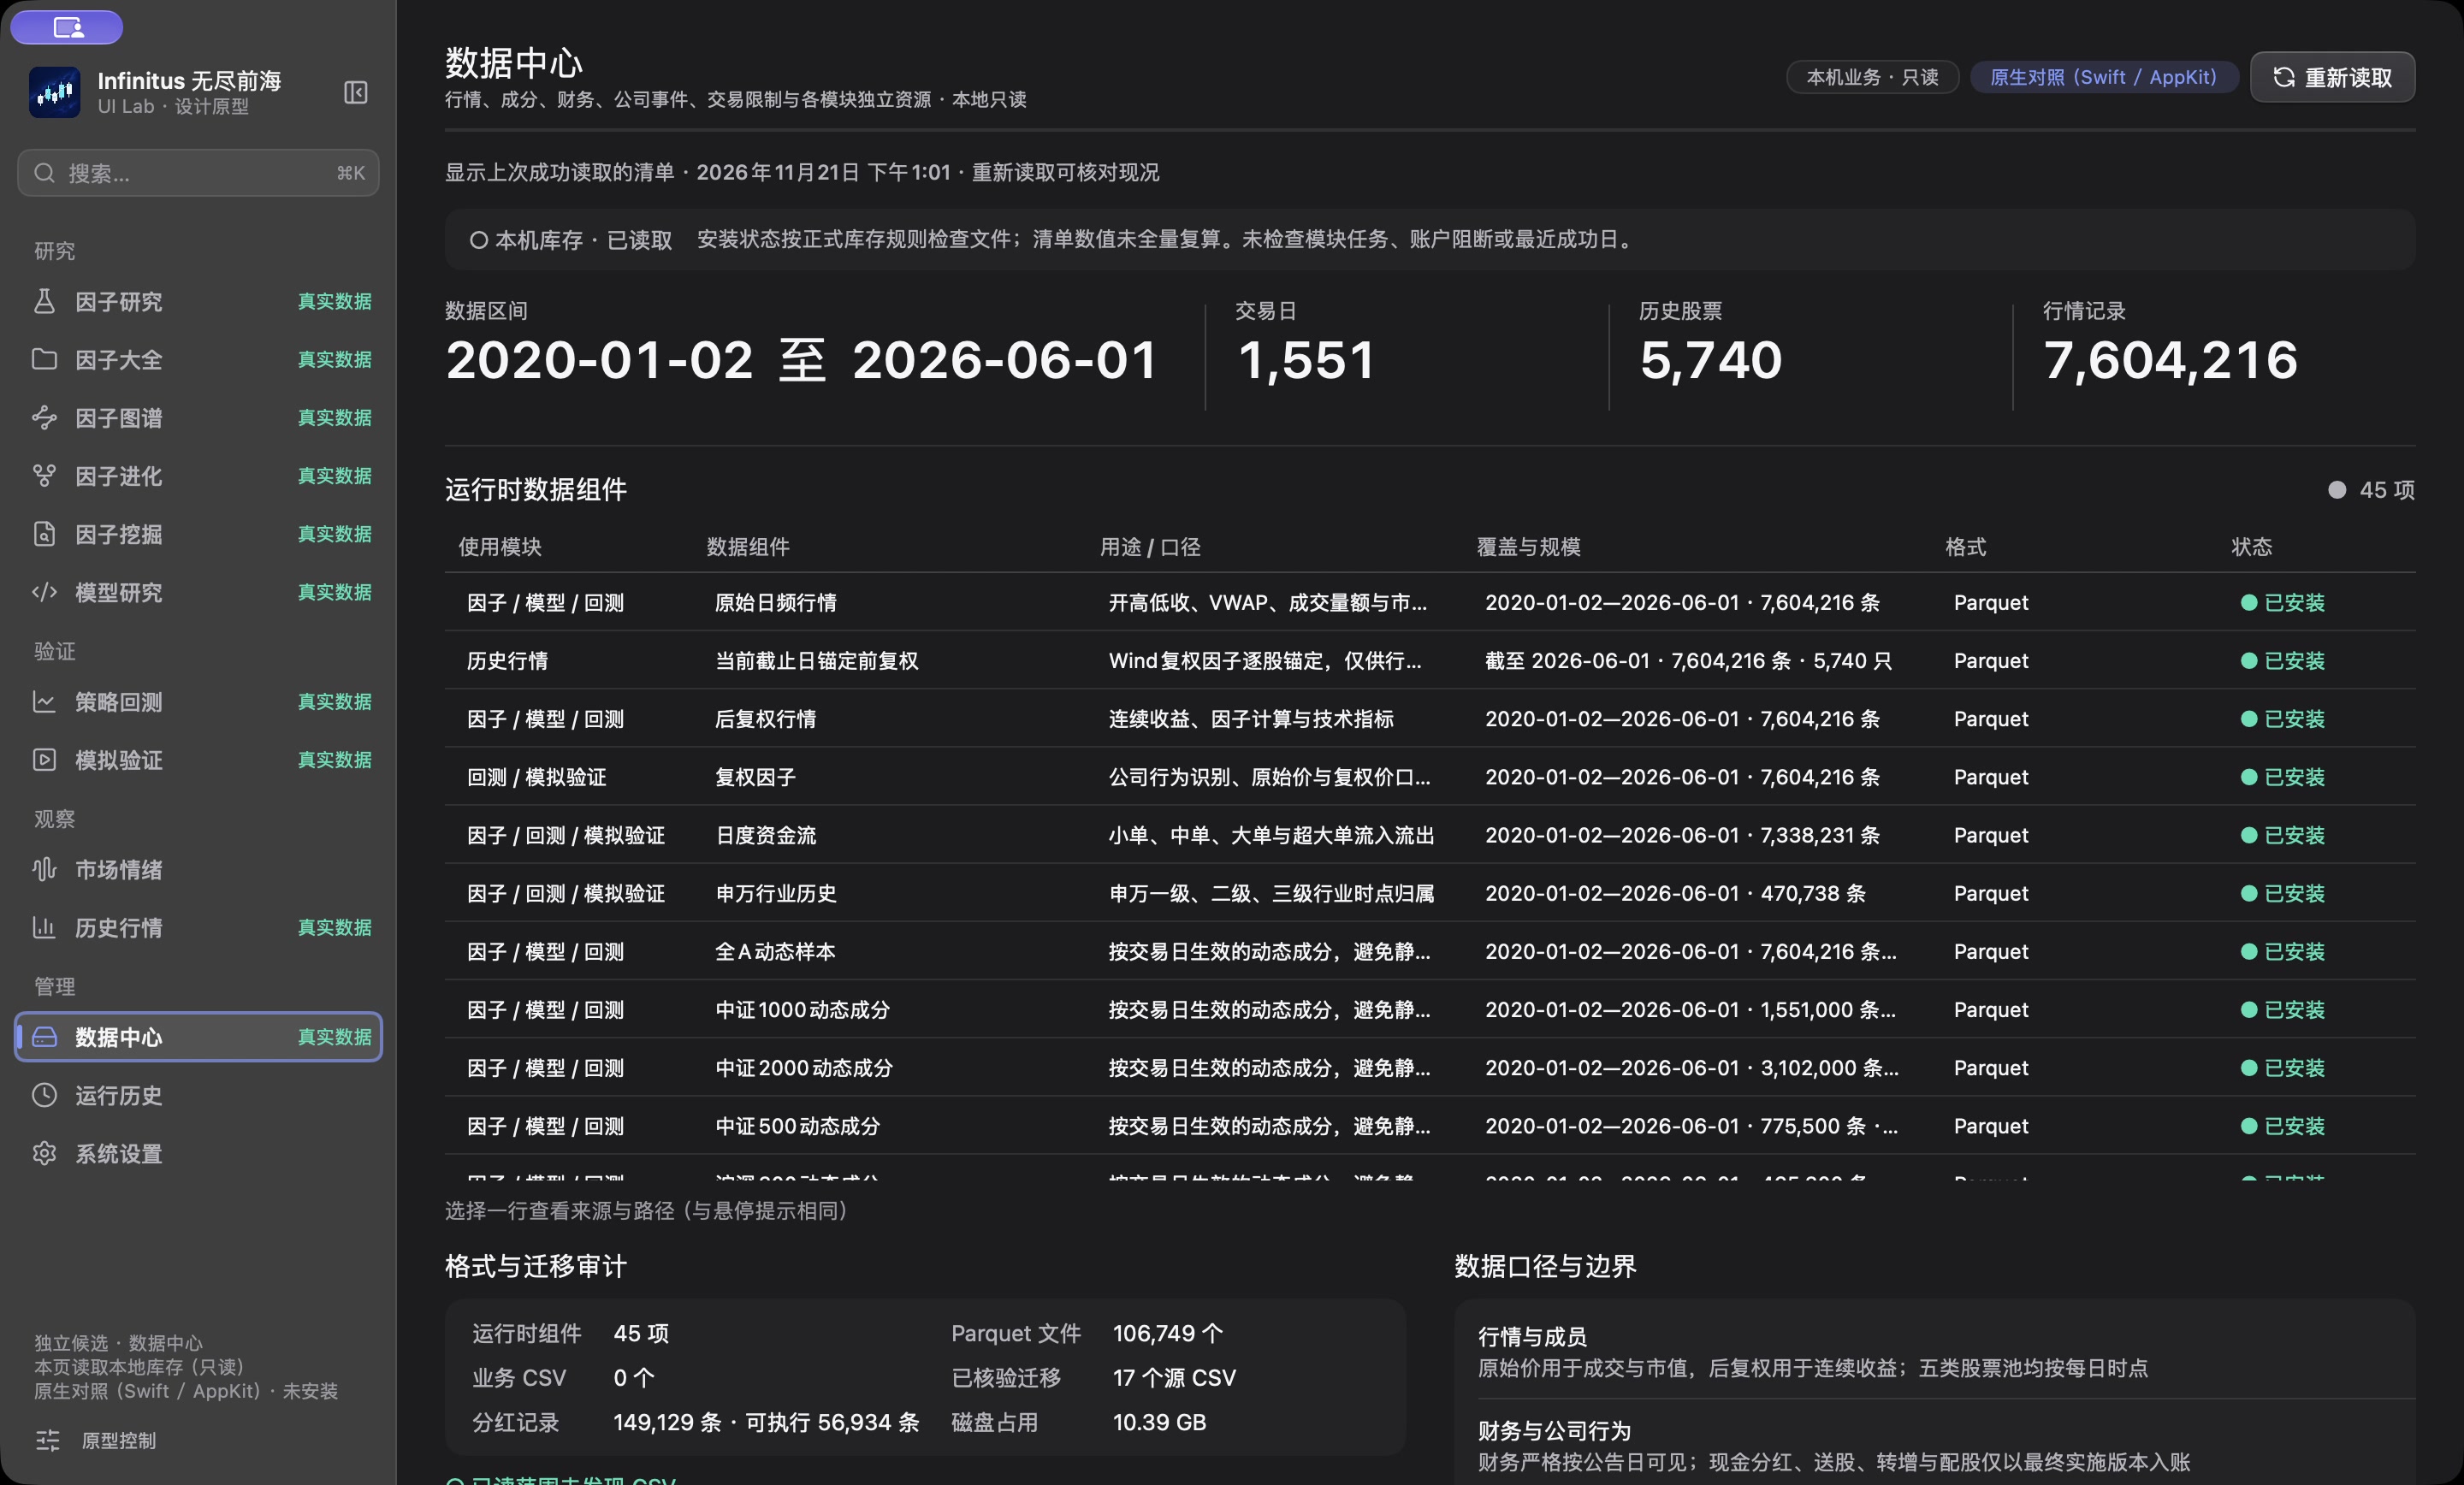 Infinitus 无尽前海
UI Lab · 设计原型
搜索... ⌘K
研究
因子研究 真实数据
因子大全 真实数据
因子图谱 真实数据
因子进化 真实数据
因子挖掘 真实数据
模型研究 真实数据
验证
策略回测 真实数据
模拟验证 真实数据
观察
市场情绪
历史行情 真实数据
管理
数据中心 真实数据
运行历史
系统设置
独立候选 · 数据中心
本页读取本地库存（只读）
原生对照（Swift / AppKit）· 未安装
原型控制
数据中心
行情、成分、财务、公司事件、交易限制与各模块独立资源 · 本地只读
本机业务 · 只读
原生对照（Swift / AppKit）
重新读取
显示上次成功读取的清单 · 2026年11月21日 下午1:01 · 重新读取可核对现况
本机库存 · 已读取 安装状态按正式库存规则检查文件；清单数值未全量复算。未检查模块任务、账户阻断或最近成功日。
数据区间 交易日 历史股票 行情记录
2020-01-02 至 2026-06-01 1,551 5,740 7,604,216
运行时数据组件 45 项
使用模块 数据组件 用途 / 口径 覆盖与规模 格式 状态
因子 / 模型 / 回测 原始日频行情 开高低收、VWAP、成交量额与市... 2020-01-02—2026-06-01 · 7,604,216 条 Parquet 已安装
历史行情 当前截止日锚定前复权 Wind复权因子逐股锚定，仅供行... 截至 2026-06-01 · 7,604,216 条 · 5,740 只 Parquet 已安装
因子 / 模型 / 回测 后复权行情 连续收益、因子计算与技术指标 2020-01-02—2026-06-01 · 7,604,216 条 Parquet 已安装
回测 / 模拟验证 复权因子 公司行为识别、原始价与复权价口... 2020-01-02—2026-06-01 · 7,604,216 条 Parquet 已安装
因子 / 回测 / 模拟验证 日度资金流 小单、中单、大单与超大单流入流出 2020-01-02—2026-06-01 · 7,338,231 条 Parquet 已安装
因子 / 回测 / 模拟验证 申万行业历史 申万一级、二级、三级行业时点归属 2020-01-02—2026-06-01 · 470,738 条 Parquet 已安装
因子 / 模型 / 回测 全A动态样本 按交易日生效的动态成分，避免静... 2020-01-02—2026-06-01 · 7,604,216 条... Parquet 已安装
因子 / 模型 / 回测 中证1000动态成分 按交易日生效的动态成分，避免静... 2020-01-02—2026-06-01 · 1,551,000 条... Parquet 已安装
因子 / 模型 / 回测 中证2000动态成分 按交易日生效的动态成分，避免静... 2020-01-02—2026-06-01 · 3,102,000 条... Parquet 已安装
因子 / 模型 / 回测 中证500动态成分 按交易日生效的动态成分，避免静... 2020-01-02—2026-06-01 · 775,500 条 ·... Parquet 已安装
选择一行查看来源与路径（与悬停提示相同）
格式与迁移审计
运行时组件 45 项 Parquet 文件 106,749 个
业务 CSV 0 个 已核验迁移 17 个源 CSV
分红记录 149,129 条 · 可执行 56,934 条 磁盘占用 10.39 GB
数据口径与边界
行情与成员
原始价用于成交与市值，后复权用于连续收益；五类股票池均按每日时点
财务与公司行为
财务严格按公告日可见；现金分红、送股、转增与配股仅以最终实施版本入账